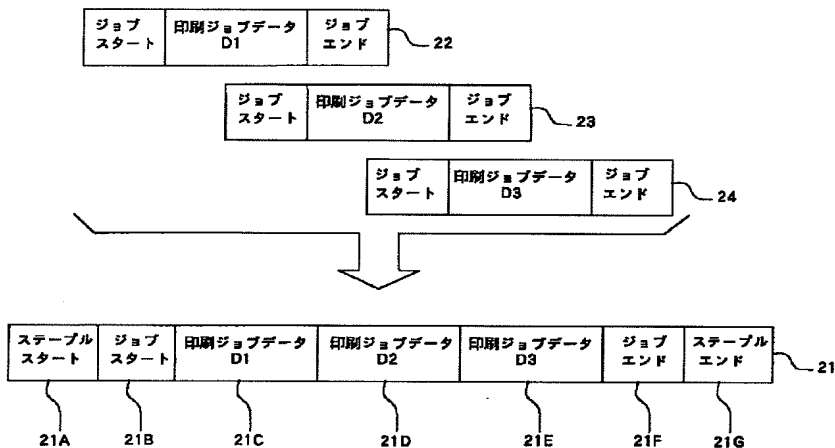 ジョブ
スタート
印刷ジョブデータ
D1
ジョブ
エンド
22
ジョブ
スタート
印刷ジョブデータ
D2
ジョブ
エンド
23
ジョブ
スタート
印刷ジョブデータ
D3
ジョブ
エンド
24
ステープル
スタート
ジョブ
スタート
印刷ジョブデータ
D1
印刷ジョブデータ
D2
印刷ジョブデータ
D3
ジョブ
エンド
ステープル
エンド
21
21A
21B
21C
21D
21E
21F
21G